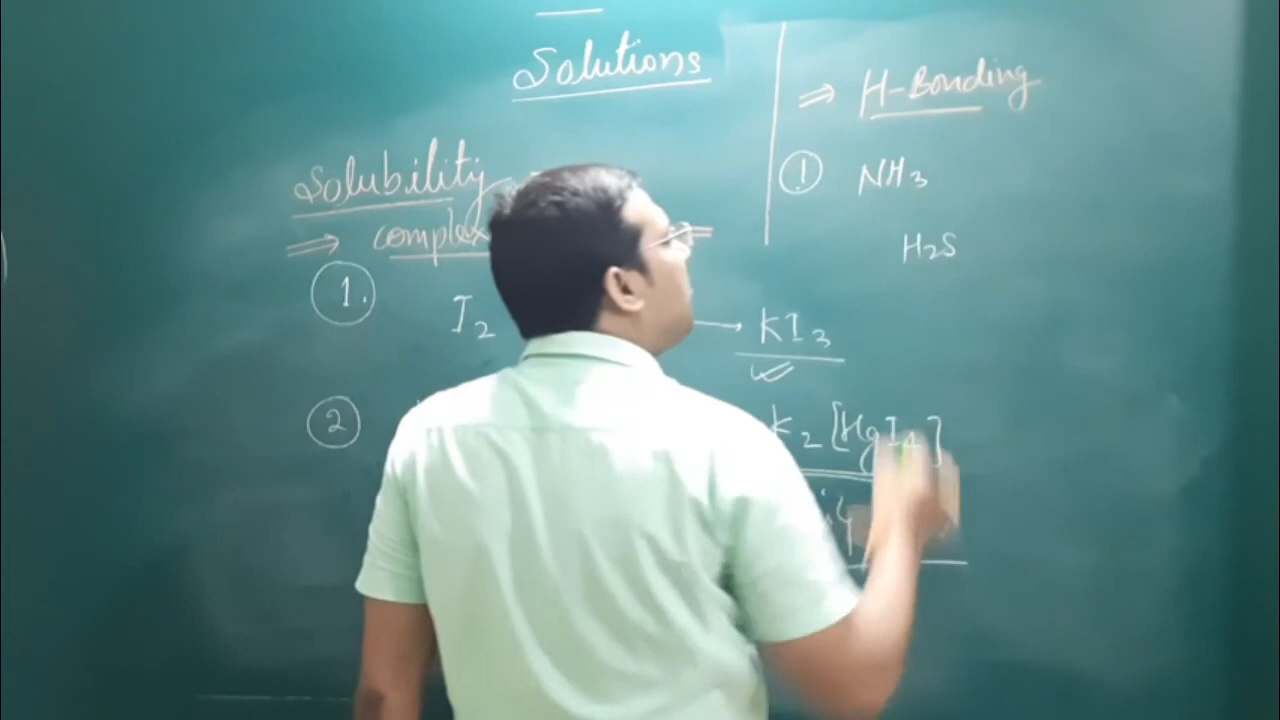 Solutions
Solubility
⇒ complex
1. I2 → KI3
2 K2[HgI4]
⇒ H-Bonding
1 NH3
H2S